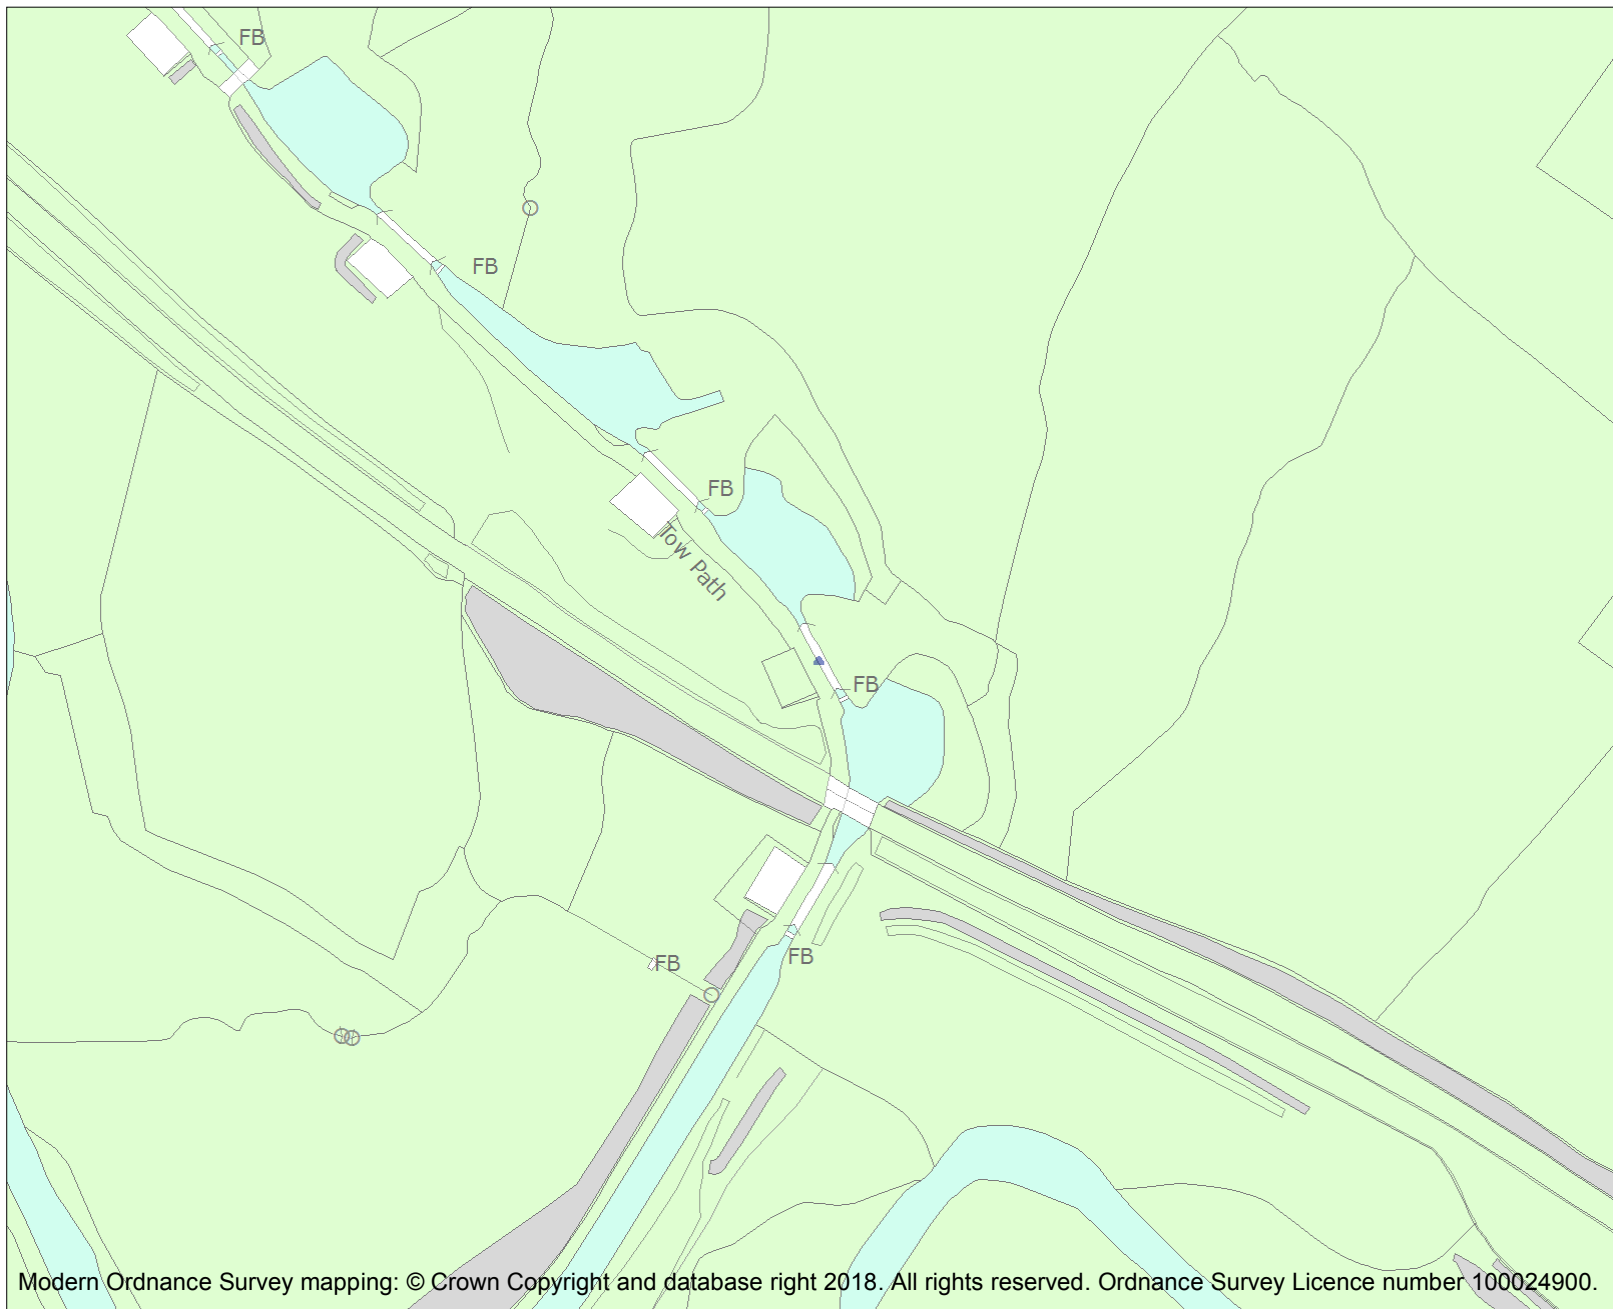 FB
FB
FB
Tow Path
FB
FB
FB
Modern Ordnance Survey mapping: © Crown Copyright and database right 2018. All rights reserved. Ordnance Survey Licence number 100024900.